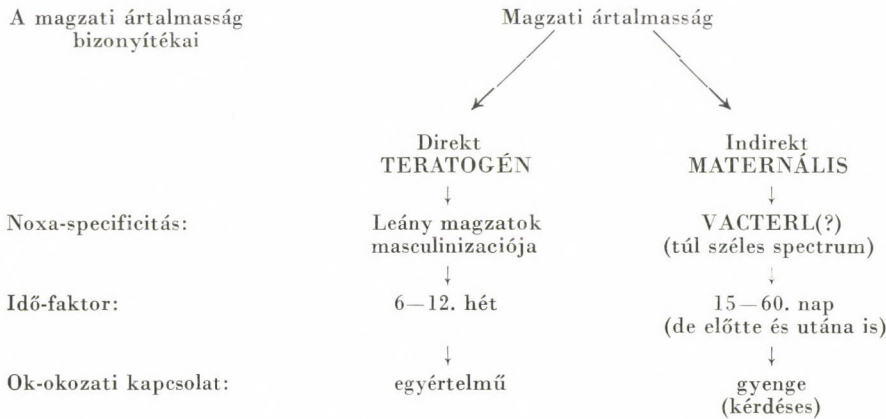 A magzati ártalmasság
bizonyítékai
Magzati ártalmasság
Direkt
TERATOGÉN
Indirekt
MATERNÁLIS
Noxa-specificitás:
Leány magzatok
masculinizaciója
VACTERL(?)
(túl széles spectrum)
Idő-faktor:
6—12. hét
15—60. nap
(de előtte és utána is)
Ok-okozati kapcsolat:
egyértelmű
gyenge
(kérdéses)